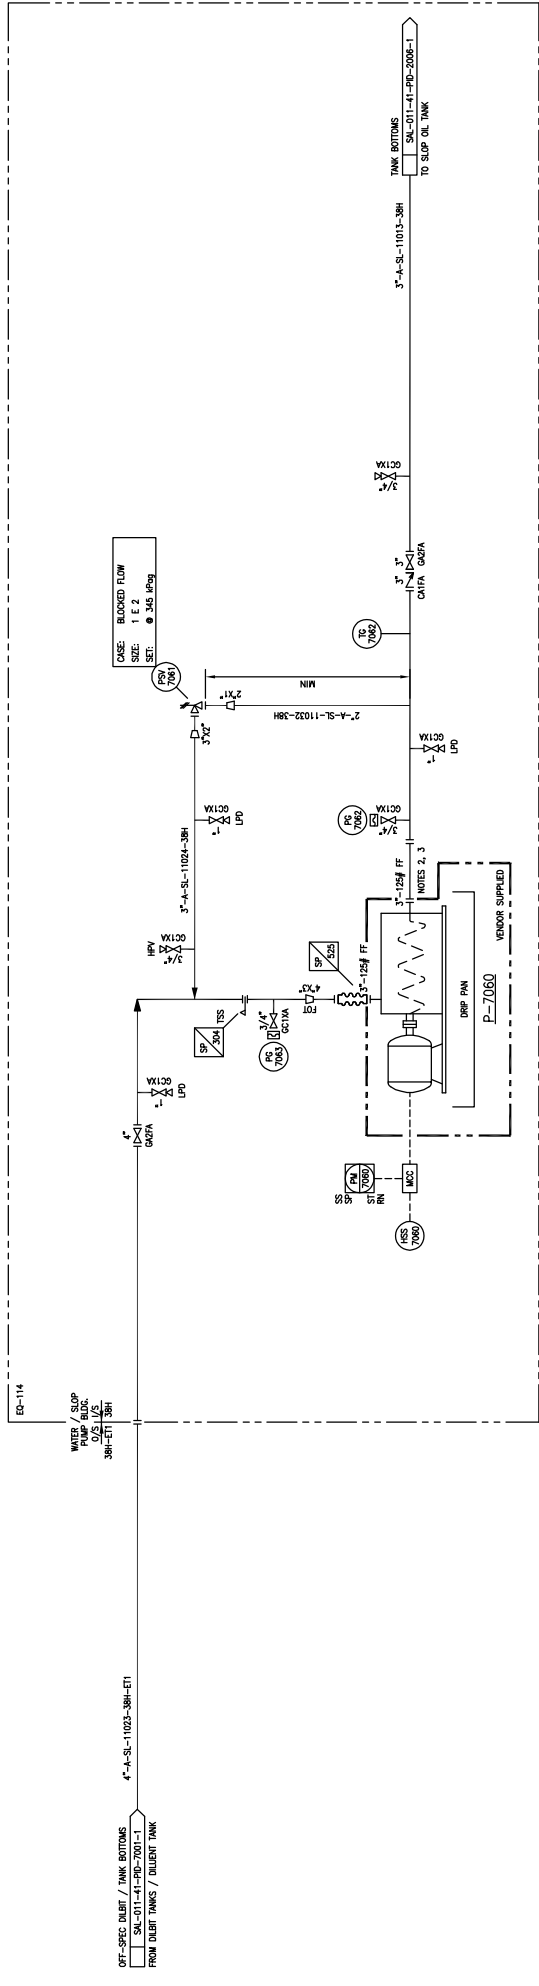 OFF-SPEC DILBIT / TANK BOTTOMS
SAL-011-41-PID-7001-1
FROM DILBIT TANKS / DILUENT TANK
4"-A-SL-11023-38H-ET1
WATER / SLOP
PUMP BLDG.
O/S I/S
38H-ET1 38H
EQ-114
4"
GA2FA
GC1XA
1"
LPD
HPV
GC1XA
3/4"
3"-A-SL-11024-38H
GC1XA
1"
LPD
3"X2"
PSV
7061
CASE: BLOCKED FLOW
SIZE: 1 E 2
SET: @ 345 kPag
2"X1"
MIN
2"-A-SL-11032-38H
SP
304
TSS
3/4"
GC1XA
PG
7063
FOT
4"X3"
SP
525
3"-125# FF
3"-125# FF
NOTES 2, 3
PG
7062
GC1XA
3/4"
GC1XA
1"
LPD
TG
7062
3"
CA1FA
3"
GA2FA
GC1XA
3/4"
3"-A-SL-11013-38H
TANK BOTTOMS
SAL-011-41-PID-2006-1
TO SLOP OIL TANK
HSS
7060
MCC
SS
SP
PM
7060
ST
RN
DRIP PAN
P-7060
VENDOR SUPPLIED